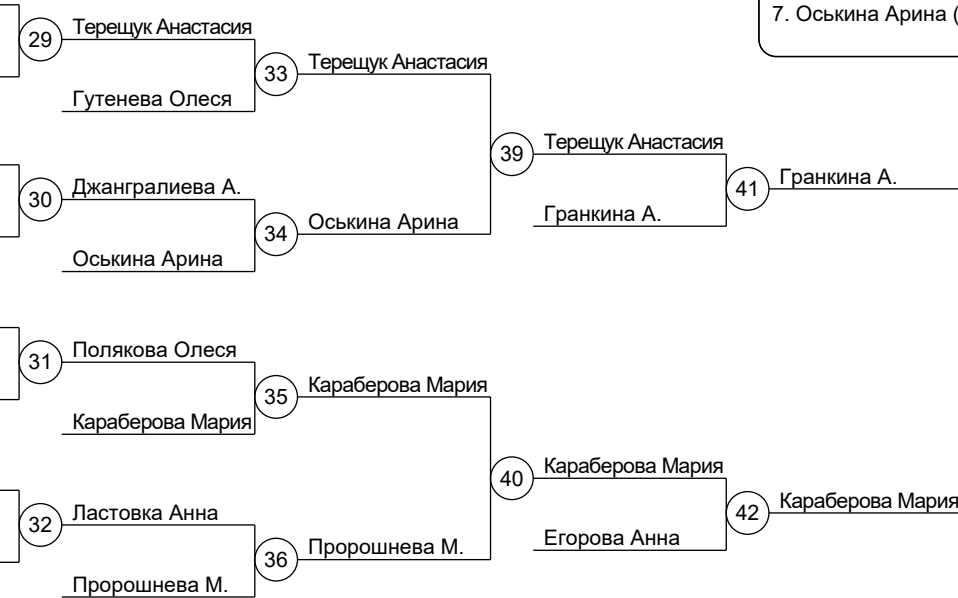 7. Оськина Арина (
29
Терещук Анастасия
Гутенева Олеся
33
Терещук Анастасия
30
Джангралиева А.
Оськина Арина
34
Оськина Арина
39
Терещук Анастасия
Гранкина А.
41
Гранкина А.
31
Полякова Олеся
Караберова Мария
35
Караберова Мария
32
Ластовка Анна
Пророшнева М.
36
Пророшнева М.
40
Караберова Мария
Егорова Анна
42
Караберова Мария